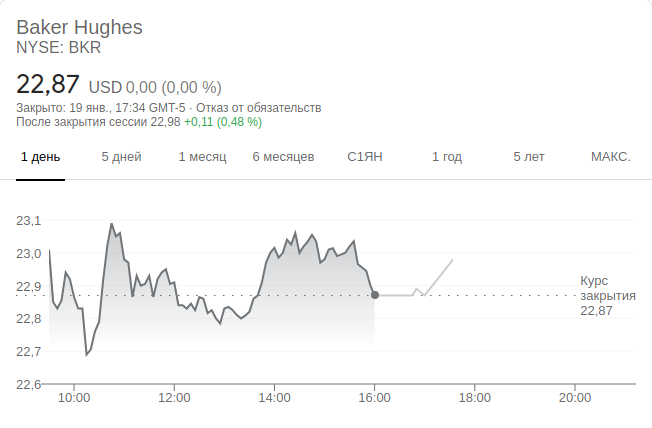 Baker Hughes
NYSE: BKR
22,87 USD 0,00 (0,00 %)
Закрыто: 19 янв., 17:34 GMT-5 · Отказ от обязательств
После закрытия сессии 22,98 +0,11 (0,48 %)
1 день 5 дней 1 месяц 6 месяцев С1ЯН 1 год 5 лет МАКС.
23,1
23,0
22,9
22,8
22,7
22,6
Курс
закрытия
22,87
10:00 12:00 14:00 16:00 18:00 20:00